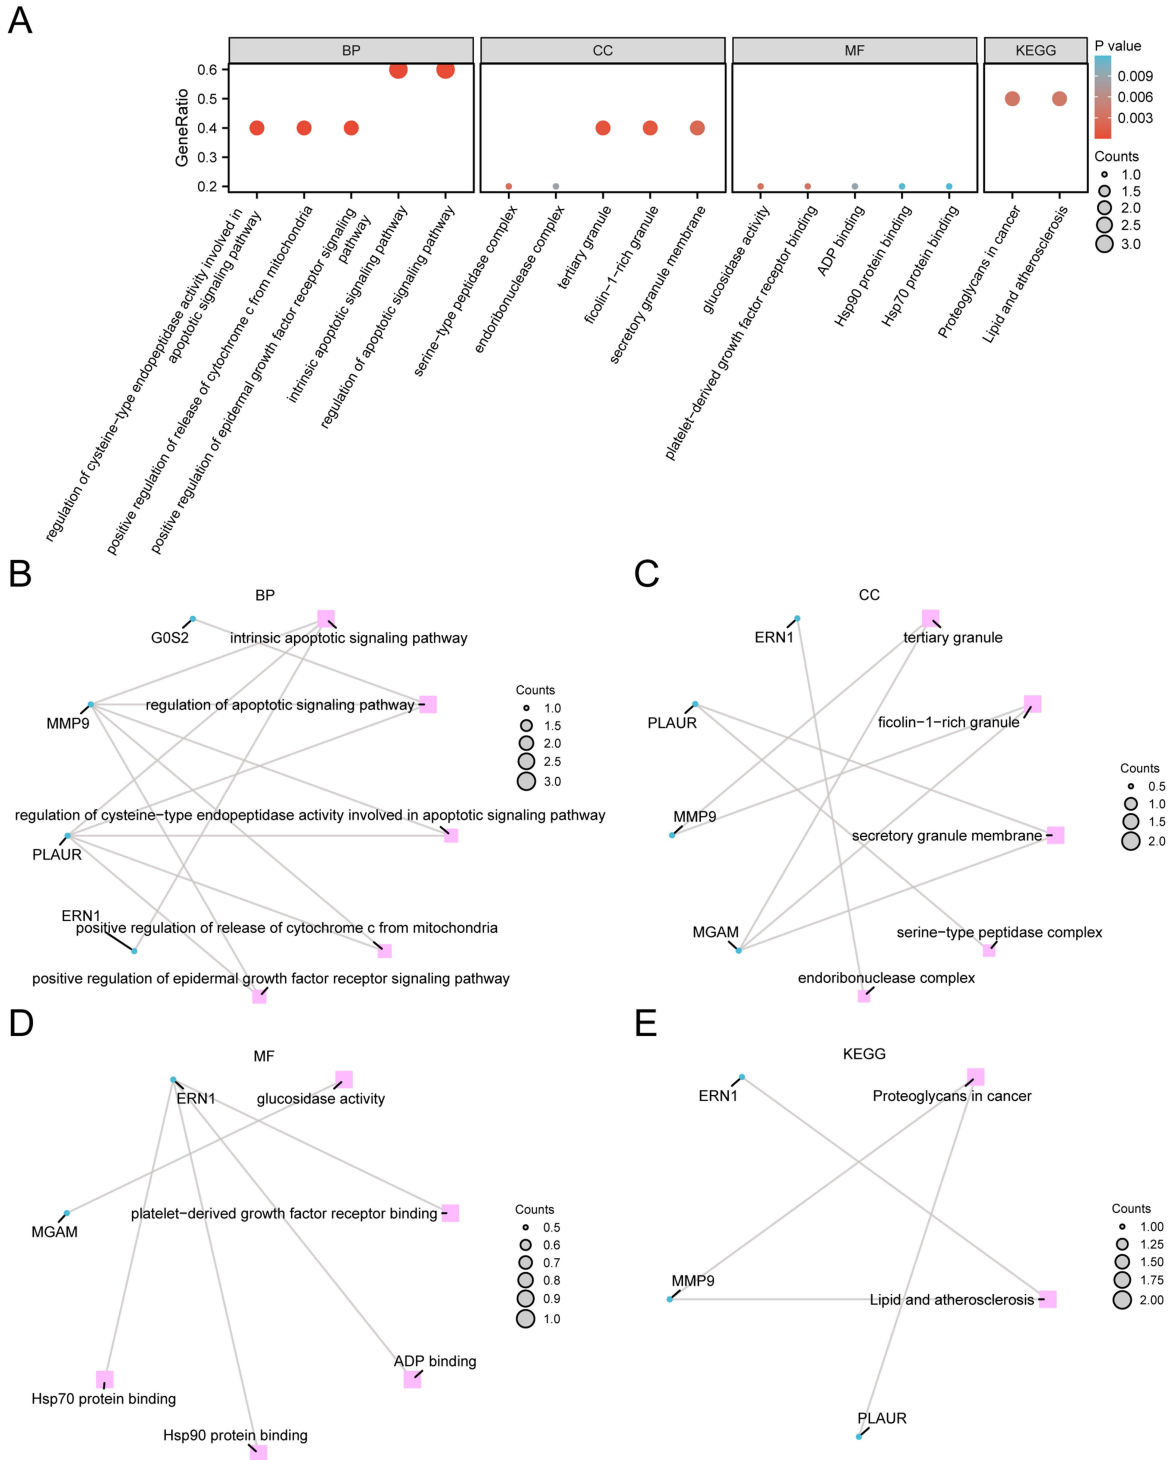 A
BP
CC
MF
KEGG
GeneRatio
0.6
0.5
0.4
0.3
0.2
P value
0.009
0.006
0.003
Counts
1.0
1.5
2.0
2.5
3.0
regulation of cysteine−type endopeptidase activity involved in
apoptotic signaling pathway
positive regulation of release of cytochrome c from mitochondria
positive regulation of epidermal growth factor receptor signaling
pathway
intrinsic apoptotic signaling pathway
regulation of apoptotic signaling pathway
serine−type peptidase complex
endoribonuclease complex
tertiary granule
ficolin−1−rich granule
secretory granule membrane
glucosidase activity
platelet−derived growth factor receptor binding
ADP binding
Hsp90 protein binding
Hsp70 protein binding
Proteoglycans in cancer
Lipid and atherosclerosis
B
BP
G0S2
intrinsic apoptotic signaling pathway
MMP9
regulation of apoptotic signaling pathway
regulation of cysteine−type endopeptidase activity involved in apoptotic signaling pathway
PLAUR
ERN1
positive regulation of release of cytochrome c from mitochondria
positive regulation of epidermal growth factor receptor signaling pathway
Counts
1.0
1.5
2.0
2.5
3.0
C
CC
ERN1
tertiary granule
PLAUR
ficolin−1−rich granule
MMP9
secretory granule membrane
MGAM
serine−type peptidase complex
endoribonuclease complex
Counts
0.5
1.0
1.5
2.0
D
MF
ERN1
glucosidase activity
MGAM
platelet−derived growth factor receptor binding
ADP binding
Hsp70 protein binding
Hsp90 protein binding
Counts
0.5
0.6
0.7
0.8
0.9
1.0
E
KEGG
ERN1
Proteoglycans in cancer
MMP9
Lipid and atherosclerosis
PLAUR
Counts
1.00
1.25
1.50
1.75
2.00